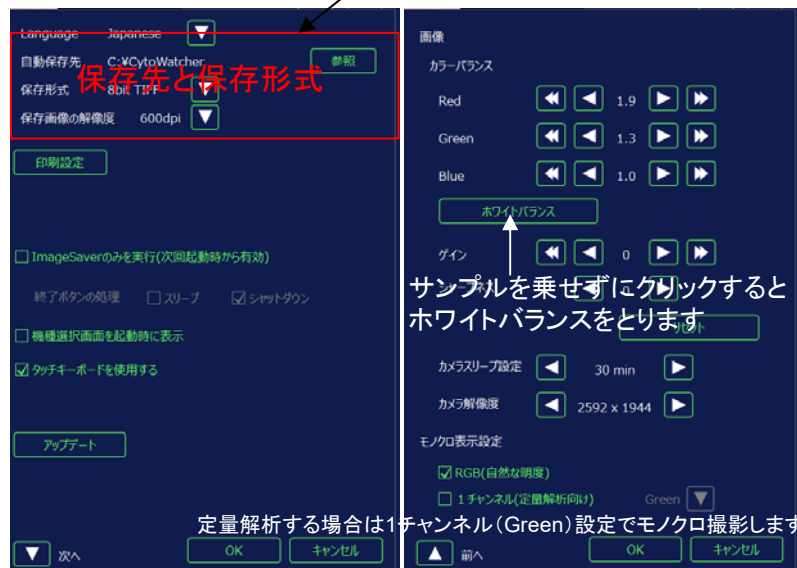 Language Japanese
自動保存先 C:¥CytoWatcher 参照
保存先と保存形式
保存形式 8bit TIFF
保存画像の解像度 600dpi
印刷設定
ImageSaverのみを実行(次回起動時から有効)
終了ボタンの処理 スリープ シャットダウン
機種選択画面を起動時に表示
タッチキーボードを使用する
アップデート
次へ OK キャンセル
画像
カラーバランス
Red 1.9
Green 1.3
Blue 1.0
ホワイトバランス
ゲイン 0
シャープネス 0
サンプルを乗せずにクリックすると
ホワイトバランスをとります
リセット
カメラスリープ設定 30 min
カメラ解像度 2592 x 1944
モノクロ表示設定
RGB(自然な明度)
1 チャンネル(定量解析向け) Green
定量解析する場合は1チャンネル(Green)設定でモノクロ撮影します
前へ OK キャンセル